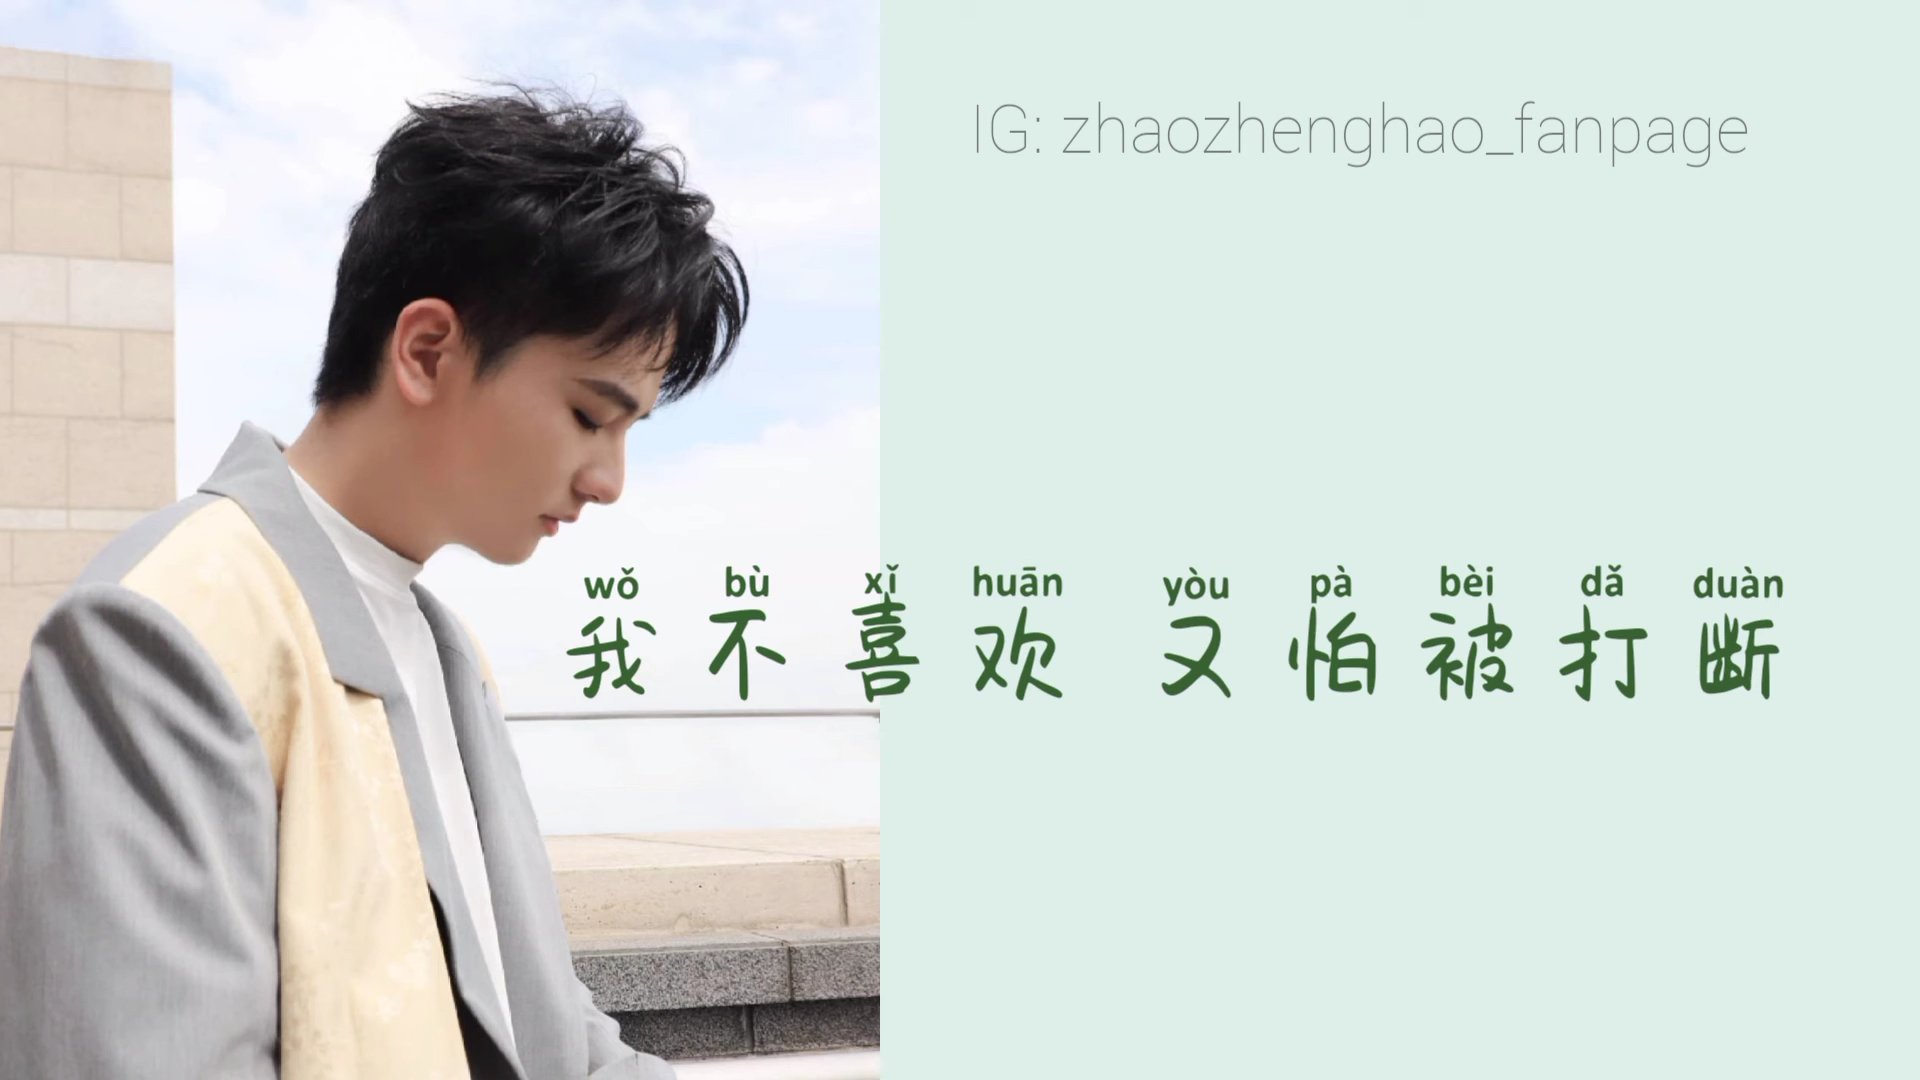 IG: zhaozhenghao_fanpage
wǒ bù xǐ huān yòu pà bèi dǎ duàn
我不喜欢 又怕被打断